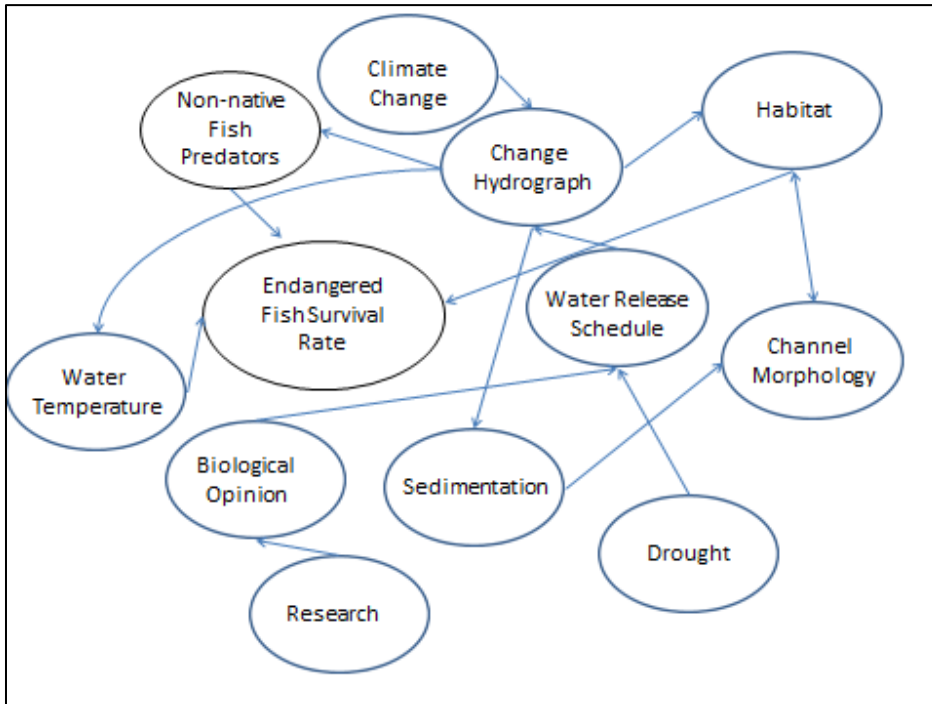 Climate
Change
Non-native
Fish
Predators
Habitat
Change
Hydrograph
Endangered
Fish Survival
Rate
Water Release
Schedule
Channel
Morphology
Water
Temperature
Biological
Opinion
Sedimentation
Drought
Research